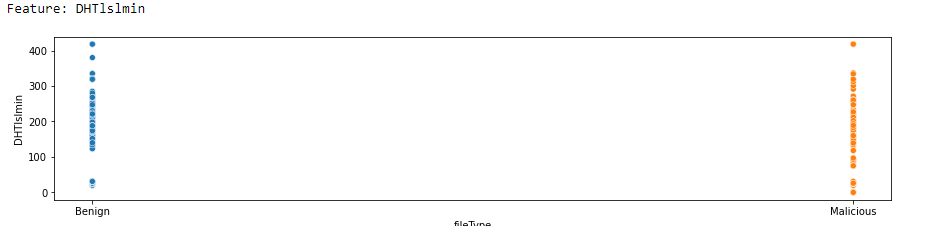 Feature: DHTlslmin
400
300
200
100
0
DHTlslmin
Benign
Malicious
fileType